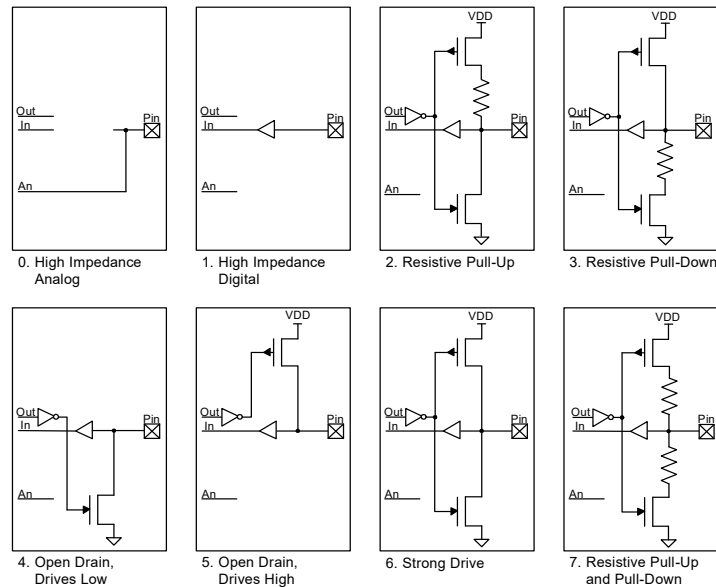 Out
In
Pin
An
0. High Impedance
Analog
Out
In
Pin
An
1. High Impedance
Digital
VDD
Out
In
Pin
An
2. Resistive Pull-Up
VDD
Out
In
Pin
An
3. Resistive Pull-Down
Out
In
Pin
An
4. Open Drain,
Drives Low
VDD
Out
In
Pin
An
5. Open Drain,
Drives High
VDD
Out
In
Pin
An
6. Strong Drive
VDD
Out
In
Pin
An
7. Resistive Pull-Up
and Pull-Down